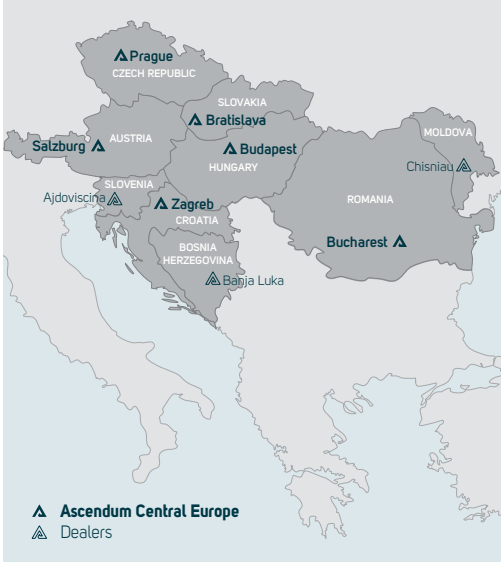 Prague
CZECH REPUBLIC
SLOVAKIA
Bratislava
MOLDOVA
AUSTRIA
Salzburg
Budapest
HUNGARY
Chisniau
SLOVENIA
Ajdoviscina
Zagreb
ROMANIA
CROATIA
Bucharest
BOSNIA
HERZEGOVINA
Banja Luka
Ascendum Central Europe
Dealers